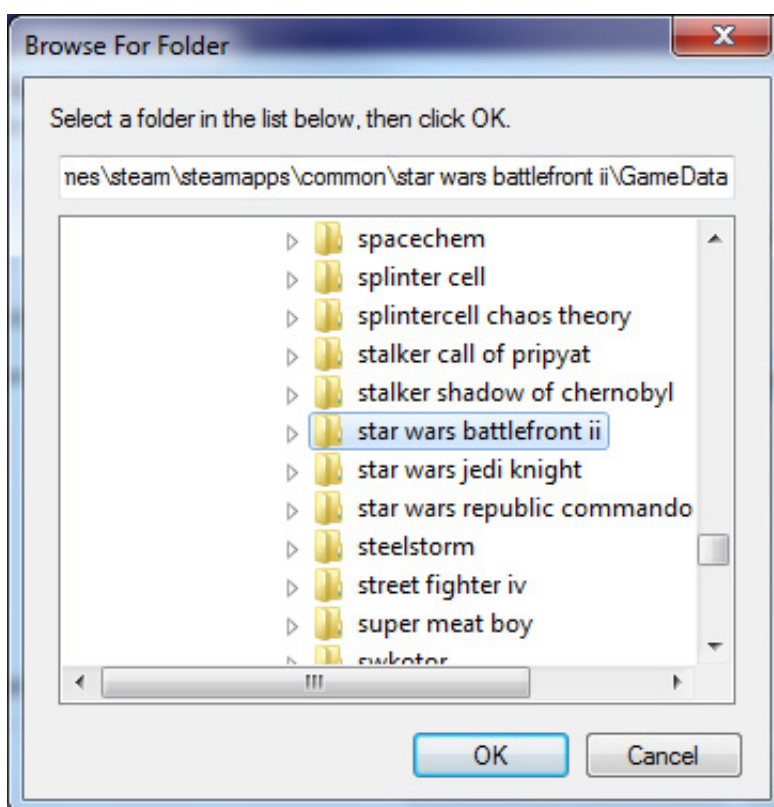 Browse For Folder
Select a folder in the list below, then click OK.
nes\steam\steamapps\common\star wars battlefront ii\GameData
spacechem
splinter cell
splintercell chaos theory
stalker call of pripyat
stalker shadow of chernobyl
star wars battlefront ii
star wars jedi knight
star wars republic commando
steelstorm
street fighter iv
super meat boy
swkotor
OK Cancel